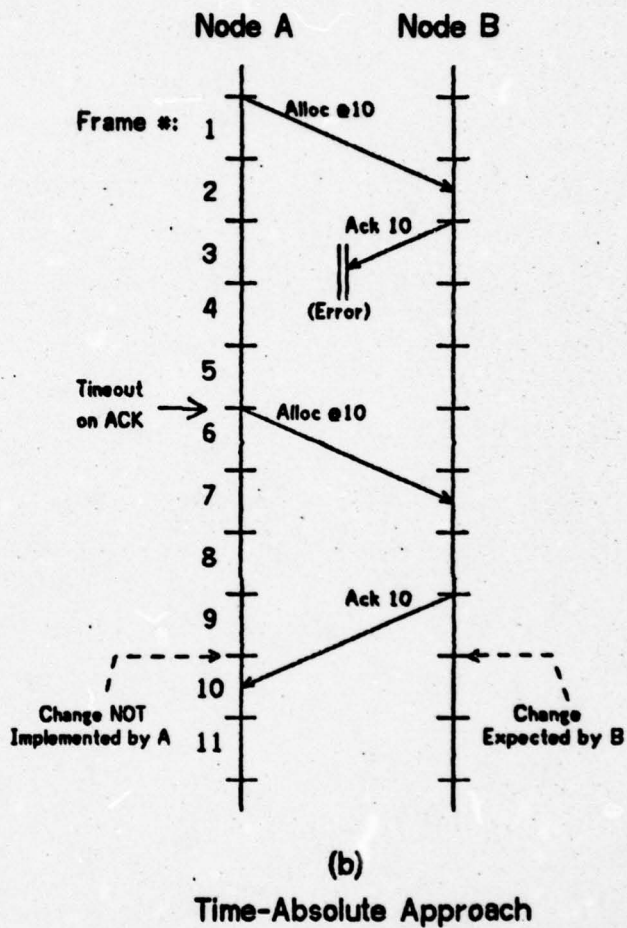 Node A Node B
Frame #:
1
Alloc @10
2
Ack 10
3
4
(Error)
5
Timeout
on ACK
Alloc @10
6
7
8
Ack 10
9
10
Change NOT
Implemented by A
Change
Expected by B
11
(b)
Time-Absolute Approach